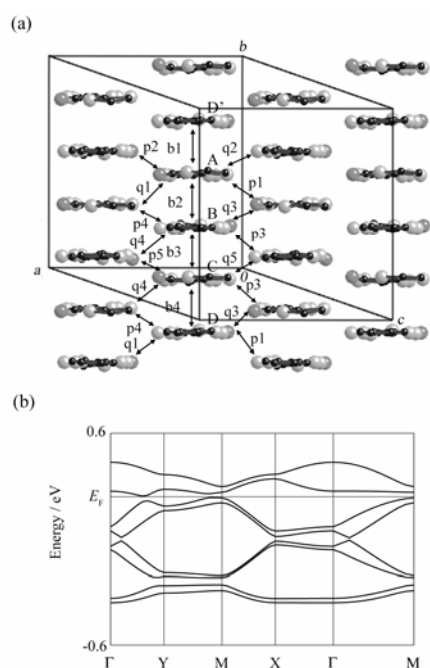 (a)
b
D'
b1
p2
A
q2
q1
b2
p1
B
q3
p4
q4
p5
b3
p3
C
q5
a
0
q4
p3
b4
D
q3
c
p4
q1
p1
(b)
0.6
E_F
Energy / eV
-0.6
Γ Y M X Γ M